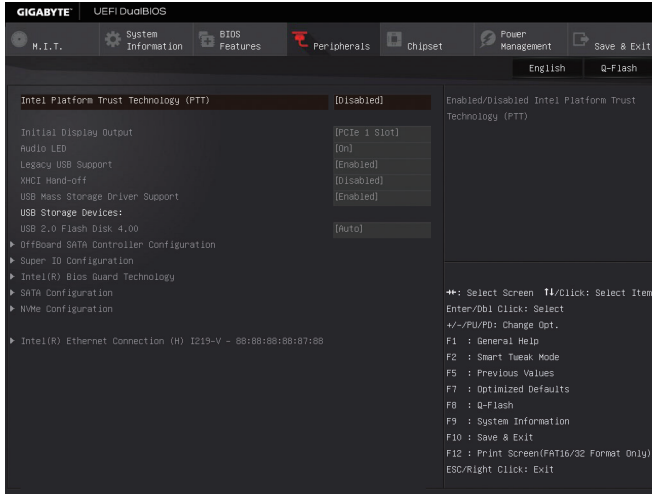 GIGABYTE™ UEFI DualBIOS
M.I.T. System Information BIOS Features Peripherals Chipset Power Management Save & Exit
English Q-Flash
Intel Platform Trust Technology (PTT) [Disabled]
Enabled/Disabled Intel Platform Trust
Technology (PTT)
Initial Display Output [PCIe 1 Slot]
Audio LED [On]
Legacy USB Support [Enabled]
XHCI Hand-off [Disabled]
USB Mass Storage Driver Support [Enabled]
USB Storage Devices:
USB 2.0 Flash Disk 4.00 [Auto]
OffBoard SATA Controller Configuration
Super IO Configuration
Intel(R) Bios Guard Technology
SATA Configuration
NVMe Configuration
Intel(R) Ethernet Connection (H) I219-V - 88:88:88:88:87:88
→←: Select Screen ↑↓/Click: Select Item
Enter/Dbl Click: Select
+/-/PU/PD: Change Opt.
F1 : General Help
F2 : Smart Tweak Mode
F5 : Previous Values
F7 : Optimized Defaults
F8 : Q-Flash
F9 : System Information
F10 : Save & Exit
F12 : Print Screen(FAT16/32 Format Only)
ESC/Right Click: Exit